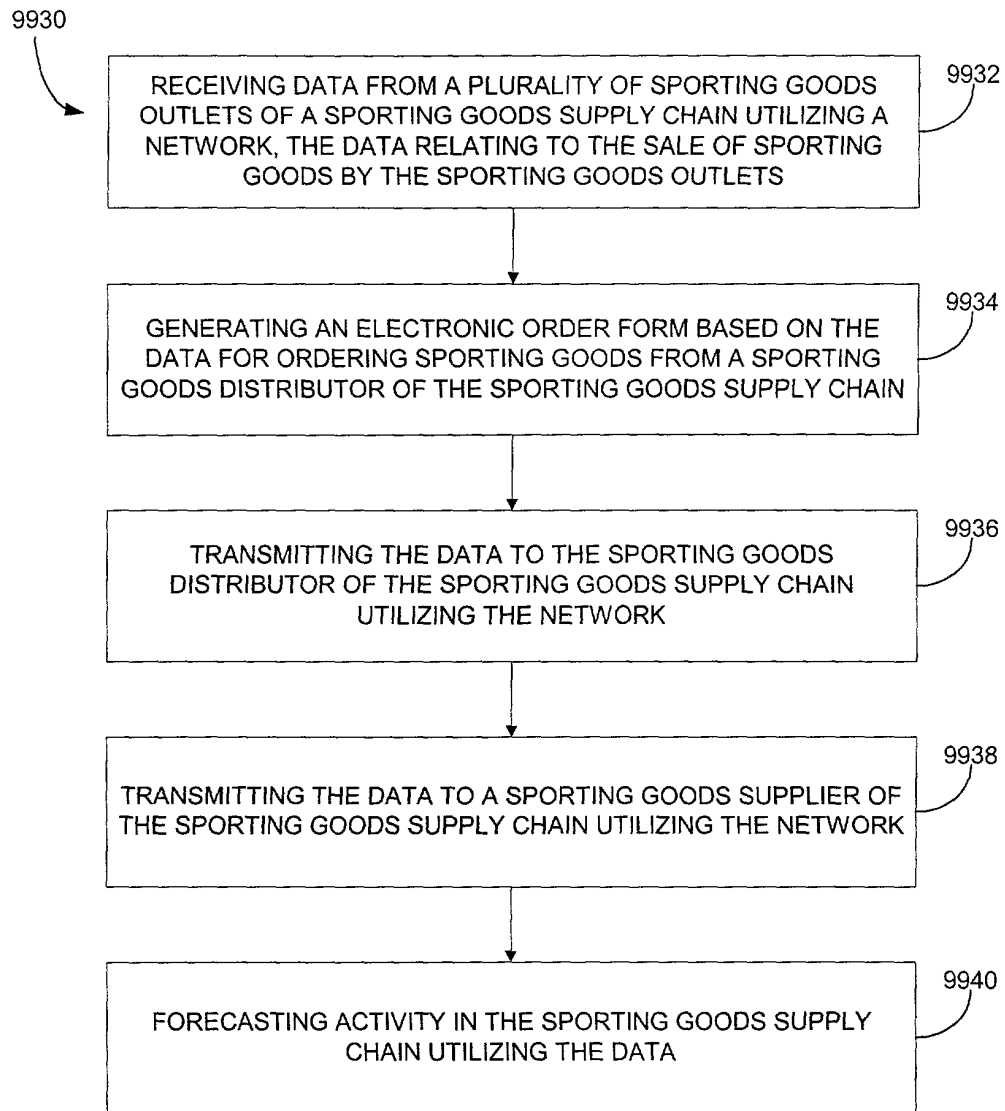 9930
RECEIVING DATA FROM A PLURALITY OF SPORTING GOODS
OUTLETS OF A SPORTING GOODS SUPPLY CHAIN UTILIZING A
NETWORK, THE DATA RELATING TO THE SALE OF SPORTING
GOODS BY THE SPORTING GOODS OUTLETS
9932
GENERATING AN ELECTRONIC ORDER FORM BASED ON THE
DATA FOR ORDERING SPORTING GOODS FROM A SPORTING
GOODS DISTRIBUTOR OF THE SPORTING GOODS SUPPLY CHAIN
9934
TRANSMITTING THE DATA TO THE SPORTING GOODS
DISTRIBUTOR OF THE SPORTING GOODS SUPPLY CHAIN
UTILIZING THE NETWORK
9936
TRANSMITTING THE DATA TO A SPORTING GOODS SUPPLIER OF
THE SPORTING GOODS SUPPLY CHAIN UTILIZING THE NETWORK
9938
FORECASTING ACTIVITY IN THE SPORTING GOODS SUPPLY
CHAIN UTILIZING THE DATA
9940